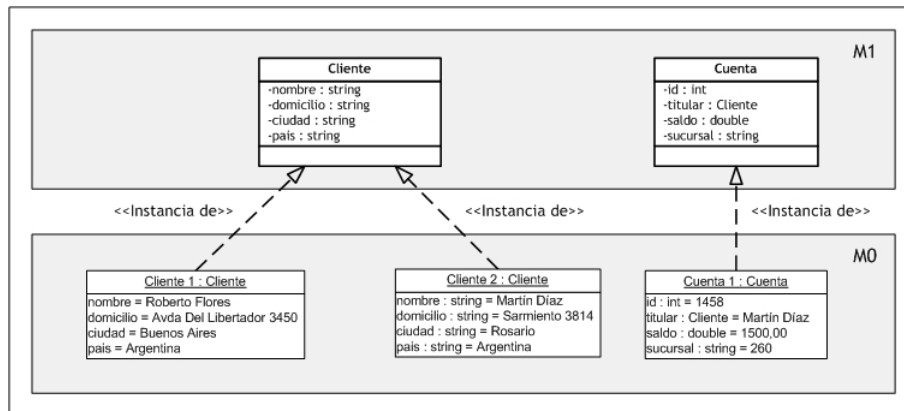 M1
Cliente
-nombre : string
-domicilio : string
-ciudad : string
-pais : string
Cuenta
-id : int
-titular : Cliente
-saldo : double
-sucursal : string
<<Instancia de>>
<<Instancia de>>
<<Instancia de>>
M0
Cliente 1 : Cliente
nombre = Roberto Flores
domicilio = Avda Del Libertador 3450
ciudad = Buenos Aires
pais = Argentina
Cliente 2 : Cliente
nombre : string = Martín Díaz
domicilio : string = Sarmiento 3814
ciudad : string = Rosario
pais : string = Argentina
Cuenta 1 : Cuenta
id : int = 1458
titular : Cliente = Martín Díaz
saldo : double = 1500,00
sucursal : string = 260